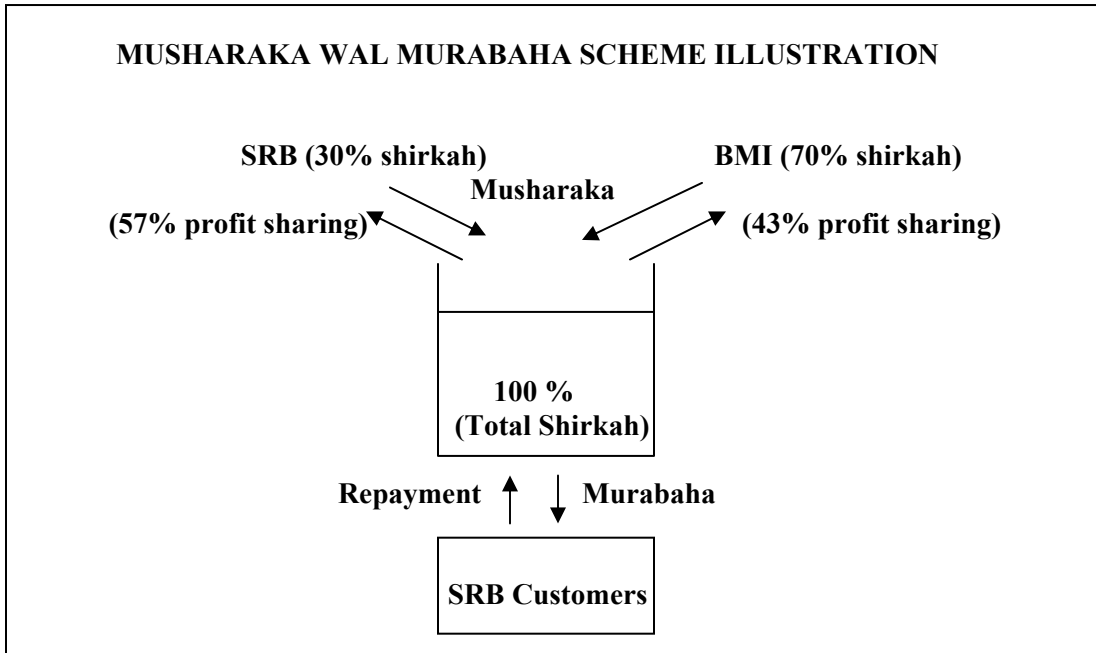 MUSHARAKA WAL MURABAHA SCHEME ILLUSTRATION
SRB (30% shirkah)
BMI (70% shirkah)
Musharaka
(57% profit sharing)
(43% profit sharing)
100 %
(Total Shirkah)
Repayment
Murabaha
SRB Customers